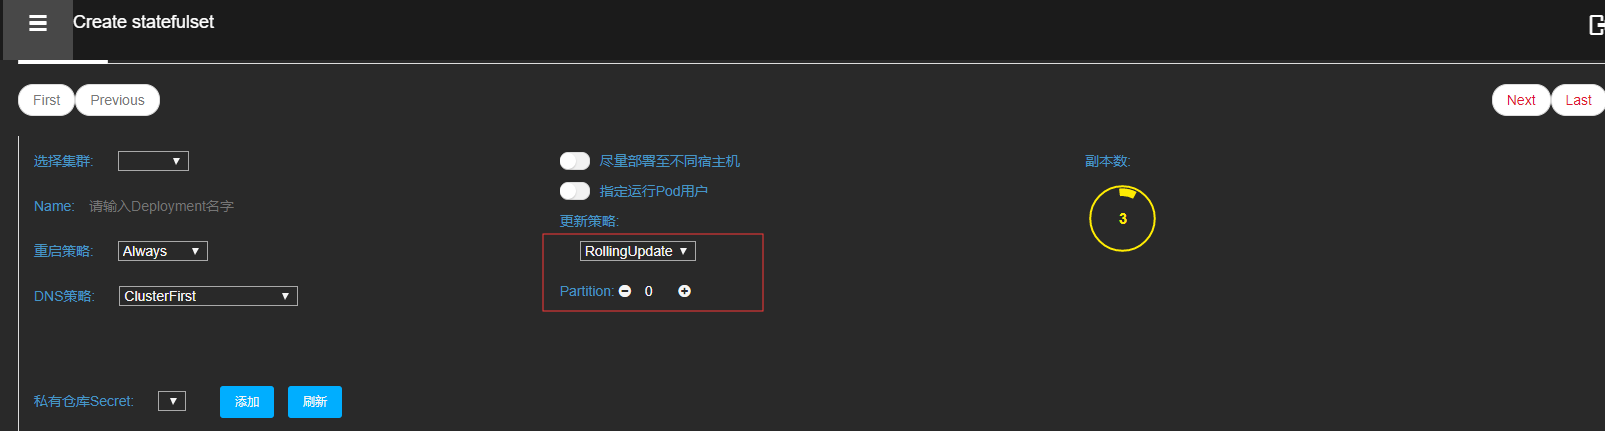 Create statefulset
First Previous Next Last
选择集群: 尽量部署至不同宿主机 副本数:
指定运行Pod用户
Name: 请输入Deployment名字 更新策略: 3
重启策略: Always RollingUpdate
DNS策略: ClusterFirst Partition: 0
私有仓库Secret: 添加 刷新